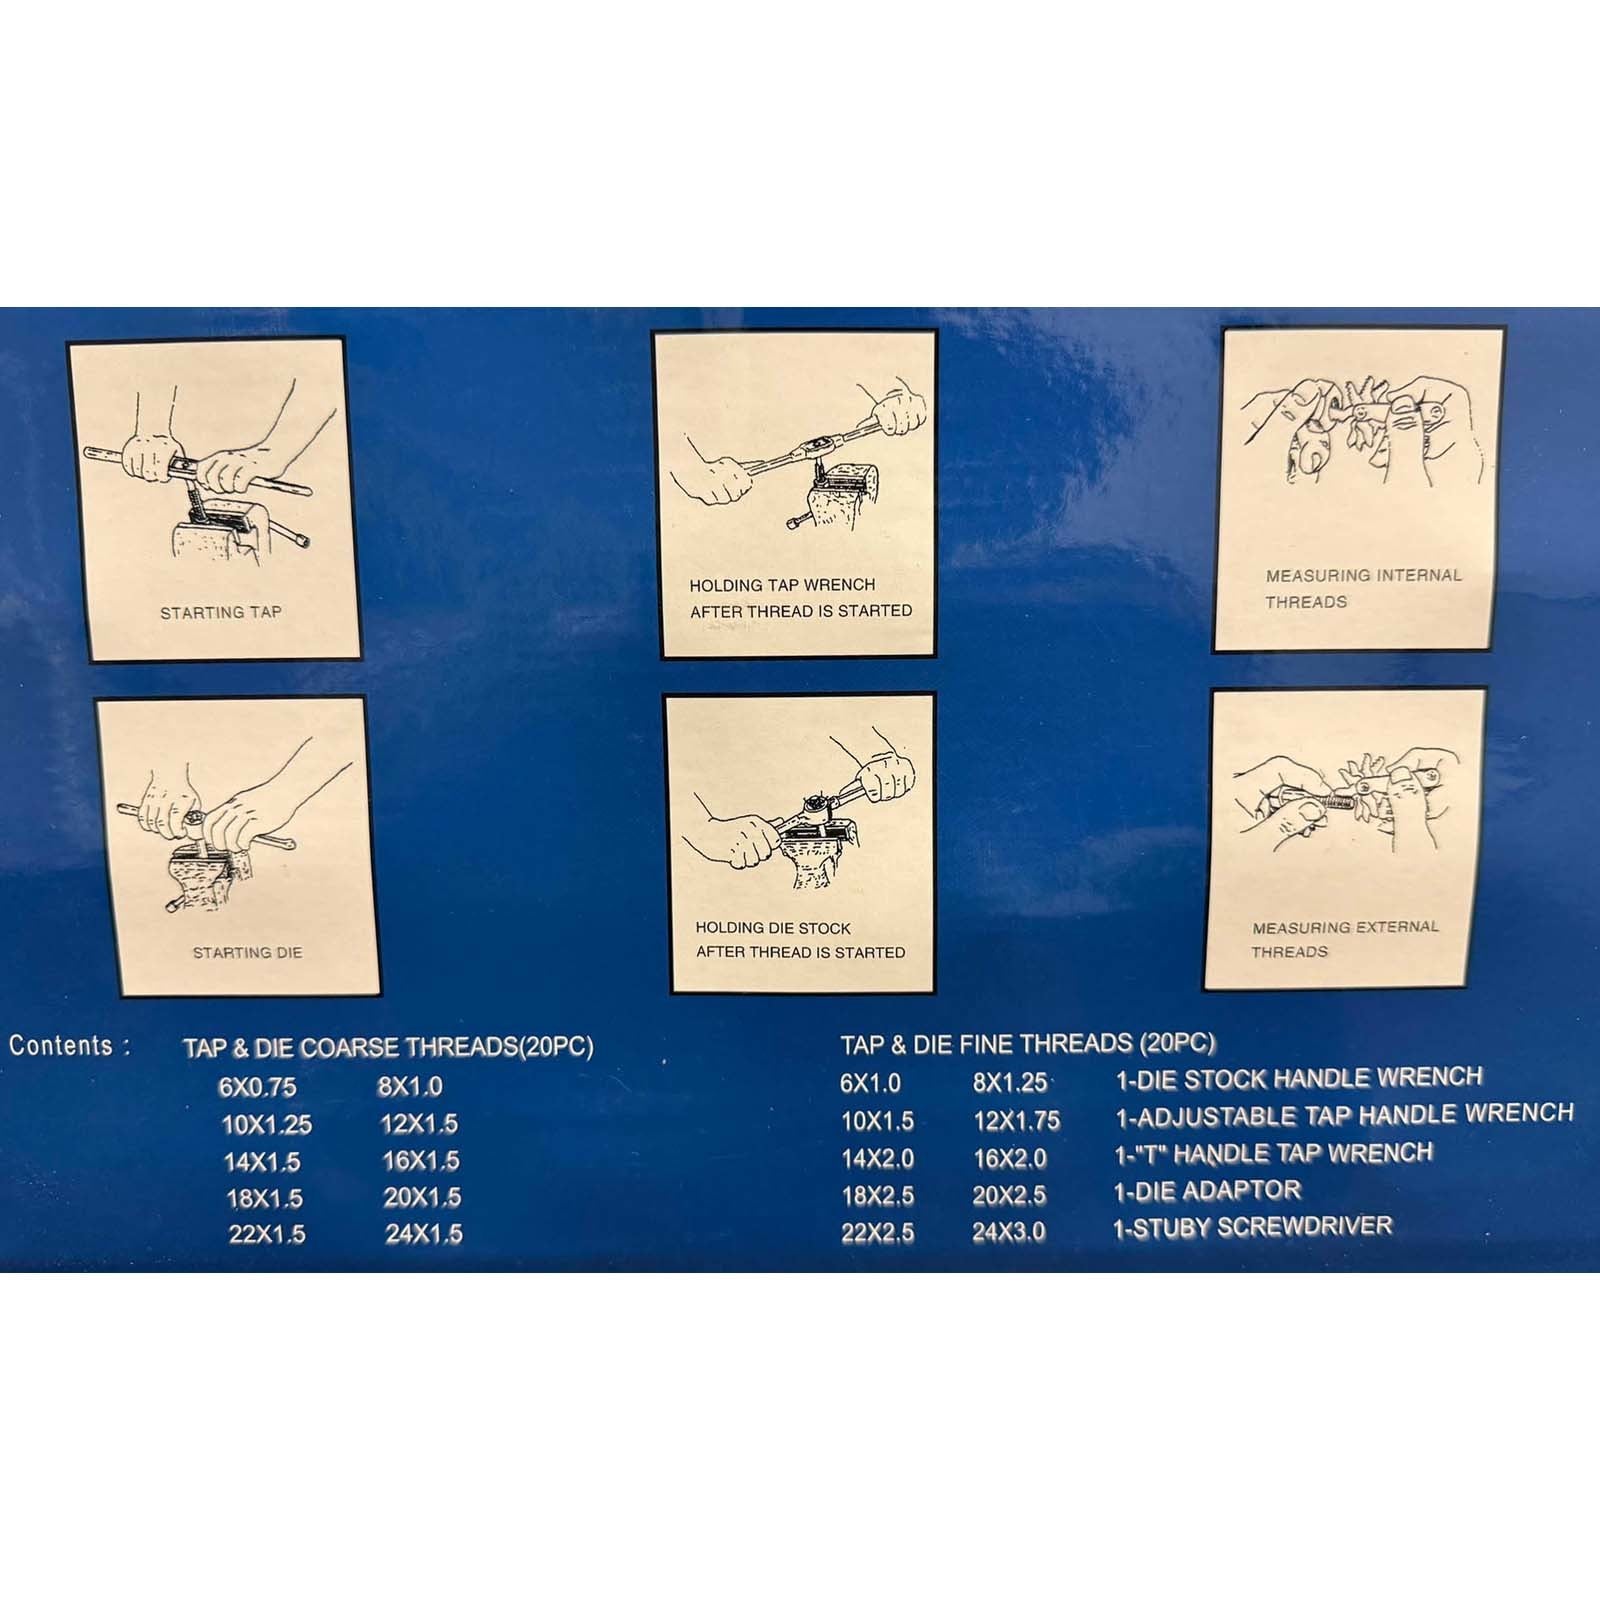 STARTING TAP
HOLDING TAP WRENCH
AFTER THREAD IS STARTED
MEASURING INTERNAL
THREADS
STARTING DIE
HOLDING DIE STOCK
AFTER THREAD IS STARTED
MEASURING EXTERNAL
THREADS
Contents : TAP & DIE COARSE THREADS(20PC)
6X0.75 8X1.0
10X1.25 12X1.5
14X1.5 16X1.5
18X1.5 20X1.5
22X1.5 24X1.5
TAP & DIE FINE THREADS (20PC)
6X1.0 8X1.25 1-DIE STOCK HANDLE WRENCH
10X1.5 12X1.75 1-ADJUSTABLE TAP HANDLE WRENCH
14X2.0 16X2.0 1-"T" HANDLE TAP WRENCH
18X2.5 20X2.5 1-DIE ADAPTOR
22X2.5 24X3.0 1-STUBY SCREWDRIVER